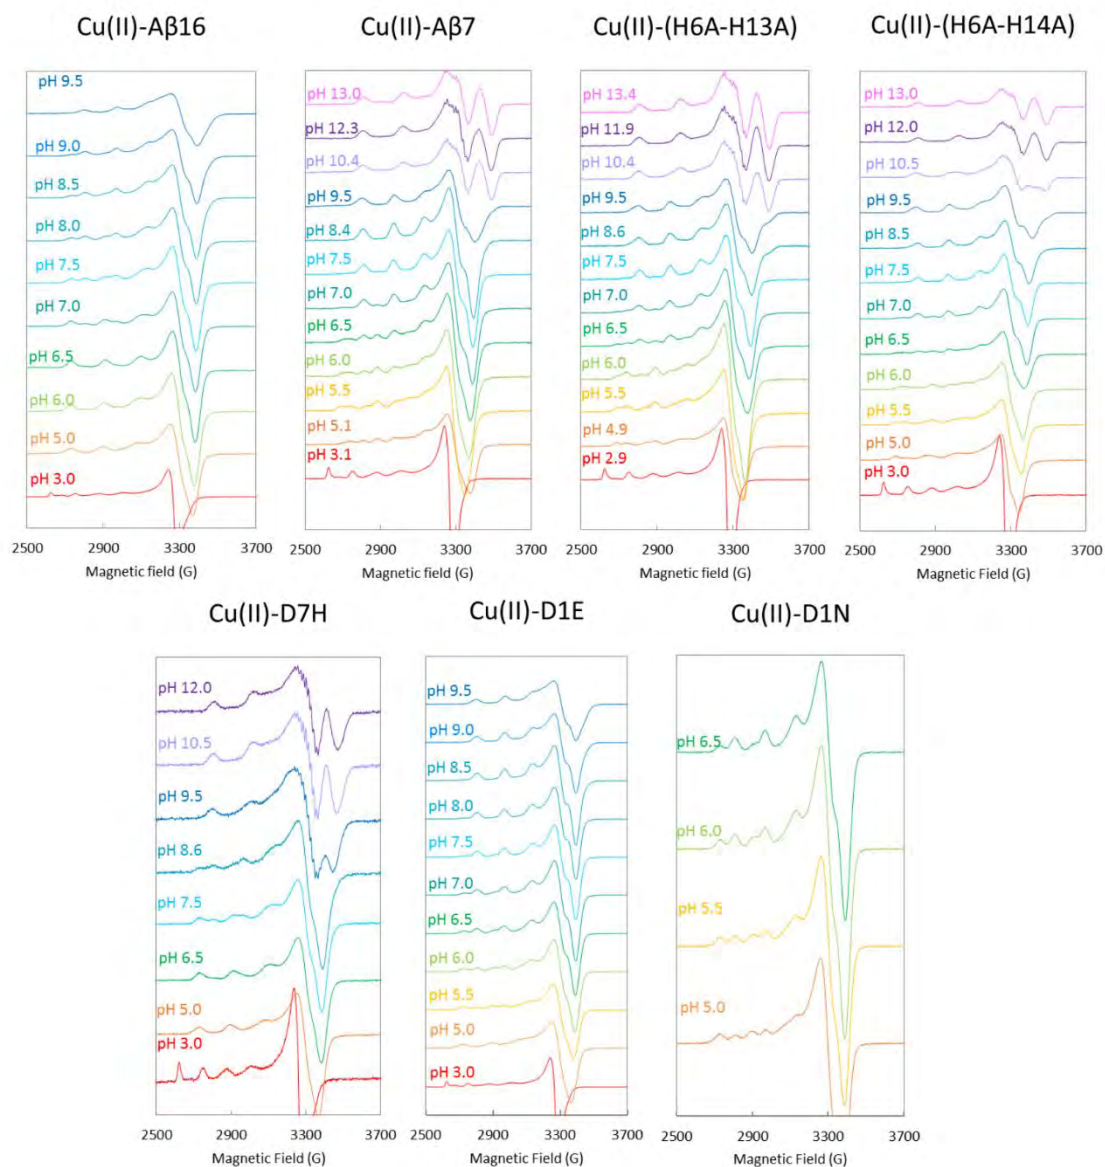 Cu(II)-Aβ16
Cu(II)-Aβ7
Cu(II)-(H6A-H13A)
Cu(II)-(H6A-H14A)
pH 9.5
pH 9.0
pH 8.5
pH 8.0
pH 7.5
pH 7.0
pH 6.5
pH 6.0
pH 5.0
pH 3.0
2500 2900 3300 3700
Magnetic field (G)
pH 13.0
pH 12.3
pH 10.4
pH 9.5
pH 8.4
pH 7.5
pH 7.0
pH 6.5
pH 6.0
pH 5.5
pH 5.1
pH 3.1
2500 2900 3300 3700
Magnetic field (G)
pH 13.4
pH 11.9
pH 10.4
pH 9.5
pH 8.6
pH 7.5
pH 7.0
pH 6.5
pH 6.0
pH 5.5
pH 4.9
pH 2.9
2500 2900 3300 3700
Magnetic field (G)
pH 13.0
pH 12.0
pH 10.5
pH 9.5
pH 8.5
pH 7.5
pH 7.0
pH 6.5
pH 6.0
pH 5.5
pH 5.0
pH 3.0
2500 2900 3300 3700
Magnetic field (G)
Cu(II)-D7H
Cu(II)-D1E
Cu(II)-D1N
pH 12.0
pH 10.5
pH 9.5
pH 8.6
pH 7.5
pH 6.5
pH 5.0
pH 3.0
2500 2900 3300 3700
Magnetic Field (G)
pH 9.5
pH 9.0
pH 8.5
pH 8.0
pH 7.5
pH 7.0
pH 6.5
pH 6.0
pH 5.5
pH 5.0
pH 3.0
2500 2900 3300 3700
Magnetic Field (G)
pH 6.5
pH 6.0
pH 5.5
pH 5.0
2500 2900 3300 3700
Magnetic Field (G)